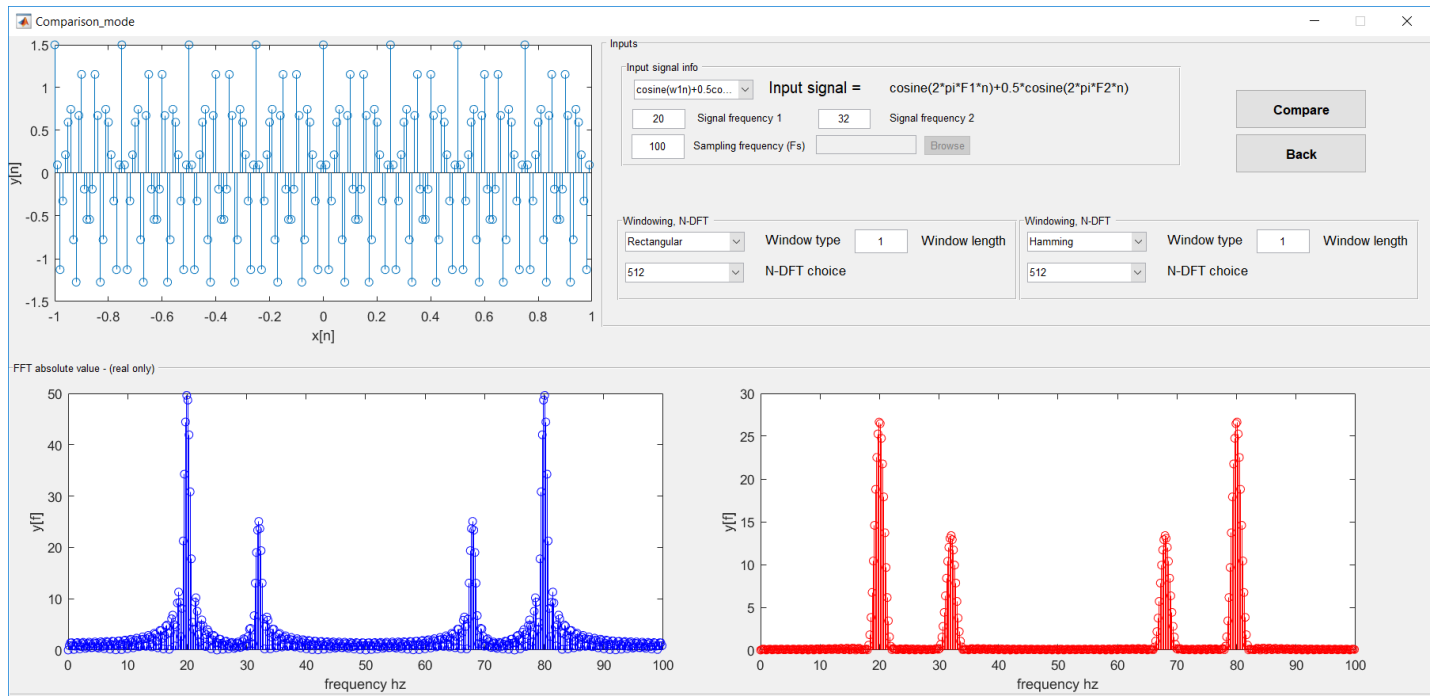 Comparison_mode
1.5
1
0.5
0
-0.5
-1
-1.5
y[n]
-1 -0.8 -0.6 -0.4 -0.2 0 0.2 0.4 0.6 0.8 1
x[n]
Inputs
Input signal info
cosine(w1n)+0.5co... Input signal = cosine(2*pi*F1*n)+0.5*cosine(2*pi*F2*n)
20 Signal frequency 1 32 Signal frequency 2
100 Sampling frequency (Fs) Browse
Compare
Back
Windowing, N-DFT
Rectangular Window type 1 Window length
512 N-DFT choice
Windowing, N-DFT
Hamming Window type 1 Window length
512 N-DFT choice
FFT absolute value - (real only)
50
40
30
20
10
0
y[f]
0 10 20 30 40 50 60 70 80 90 100
frequency hz
30
25
20
15
10
5
0
y[f]
0 10 20 30 40 50 60 70 80 90 100
frequency hz